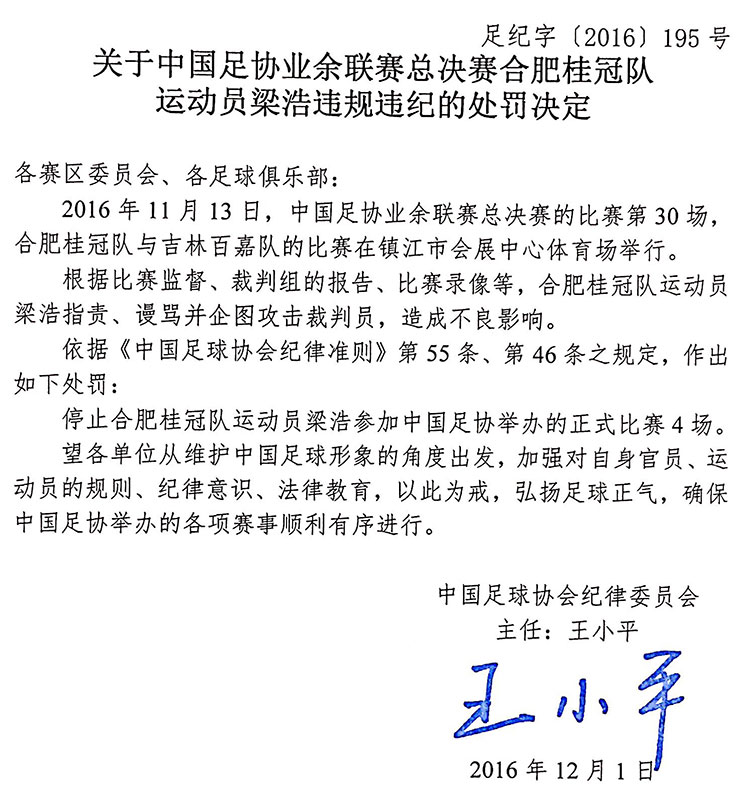 足纪字〔2016〕195 号
关于中国足协业余联赛总决赛合肥桂冠队
运动员梁浩违规违纪的处罚决定
各赛区委员会、各足球俱乐部：
2016 年 11 月 13 日，中国足协业余联赛总决赛的比赛第 30 场，
合肥桂冠队与吉林百嘉队的比赛在镇江市会展中心体育场举行。
根据比赛监督、裁判组的报告、比赛录像等，合肥桂冠队运动员
梁浩指责、谩骂并企图攻击裁判员，造成不良影响。
依据《中国足球协会纪律准则》第 55 条、第 46 条之规定，作出
如下处罚：
停止合肥桂冠队运动员梁浩参加中国足协举办的正式比赛 4 场。
望各单位从维护中国足球形象的角度出发，加强对自身官员、运
动员的规则、纪律意识、法律教育，以此为戒，弘扬足球正气，确保
中国足协举办的各项赛事顺利有序进行。
中国足球协会纪律委员会
主任：王小平
王小平
2016 年 12 月 1 日